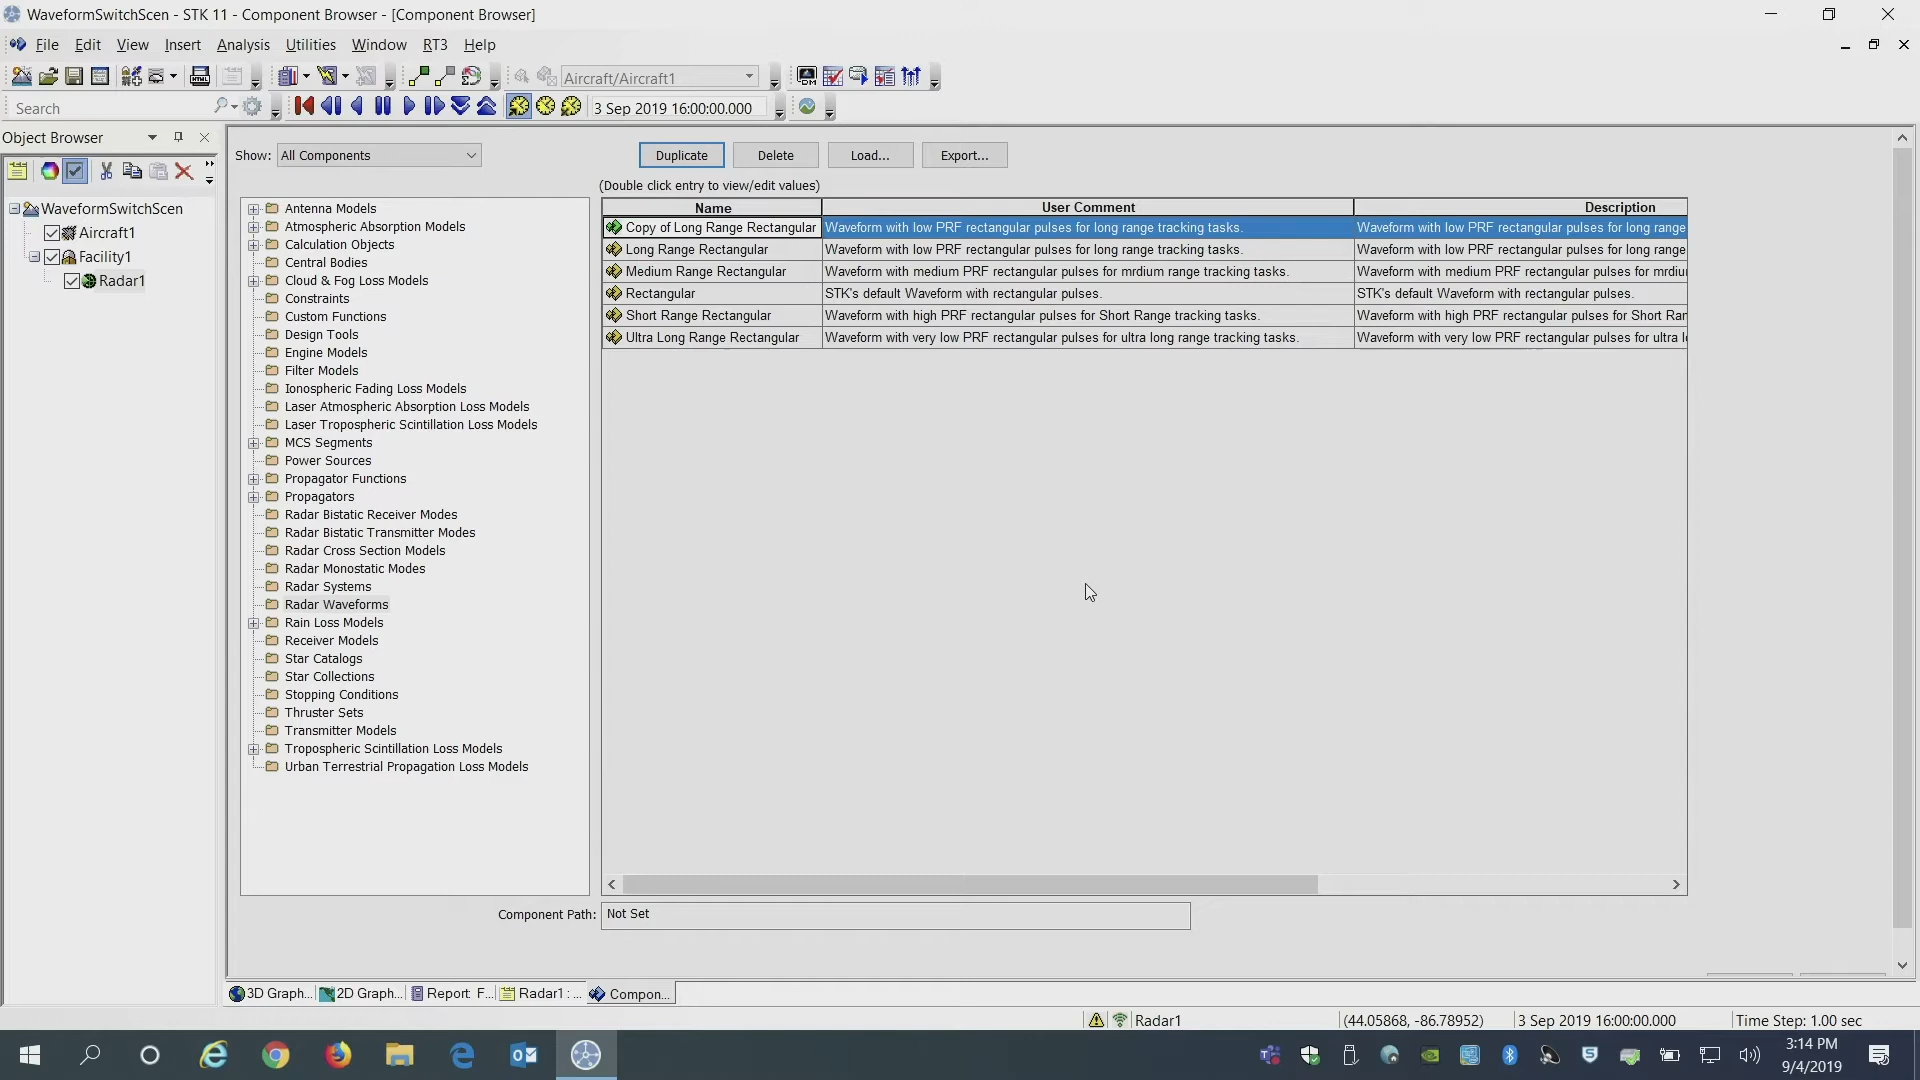 WaveformSwitchScen - STK 11 - Component Browser - [Component Browser]
File Edit View Insert Analysis Utilities Window RT3 Help
Aircraft/Aircraft1
Search
3 Sep 2019 16:00:00.000
Object Browser
WaveformSwitchScen
Aircraft1
Facility1
Radar1
Show: All Components
Duplicate Delete Load... Export...
(Double click entry to view/edit values)
Antenna Models
Atmospheric Absorption Models
Calculation Objects
Central Bodies
Cloud & Fog Loss Models
Constraints
Custom Functions
Design Tools
Engine Models
Filter Models
Ionospheric Fading Loss Models
Laser Atmospheric Absorption Loss Models
Laser Tropospheric Scintillation Loss Models
MCS Segments
Power Sources
Propagator Functions
Propagators
Radar Bistatic Receiver Modes
Radar Bistatic Transmitter Modes
Radar Cross Section Models
Radar Monostatic Modes
Radar Systems
Radar Waveforms
Rain Loss Models
Receiver Models
Star Catalogs
Star Collections
Stopping Conditions
Thruster Sets
Transmitter Models
Tropospheric Scintillation Loss Models
Urban Terrestrial Propagation Loss Models
Name User Comment Description
Copy of Long Range Rectangular Waveform with low PRF rectangular pulses for long range tracking tasks. Waveform with low PRF rectangular pulses for long range
Long Range Rectangular Waveform with low PRF rectangular pulses for long range tracking tasks. Waveform with low PRF rectangular pulses for long range
Medium Range Rectangular Waveform with medium PRF rectangular pulses for mrdium range tracking tasks. Waveform with medium PRF rectangular pulses for mrdiu
Rectangular STK's default Waveform with rectangular pulses. STK's default Waveform with rectangular pulses.
Short Range Rectangular Waveform with high PRF rectangular pulses for Short Range tracking tasks. Waveform with high PRF rectangular pulses for Short Ran
Ultra Long Range Rectangular Waveform with very low PRF rectangular pulses for ultra long range tracking tasks. Waveform with very low PRF rectangular pulses for ultra l
Component Path: Not Set
3D Graph... 2D Graph... Report: F... Radar1 : ... Compon...
Radar1 (44.05868, -86.78952) 3 Sep 2019 16:00:00.000 Time Step: 1.00 sec
3:14 PM
9/4/2019